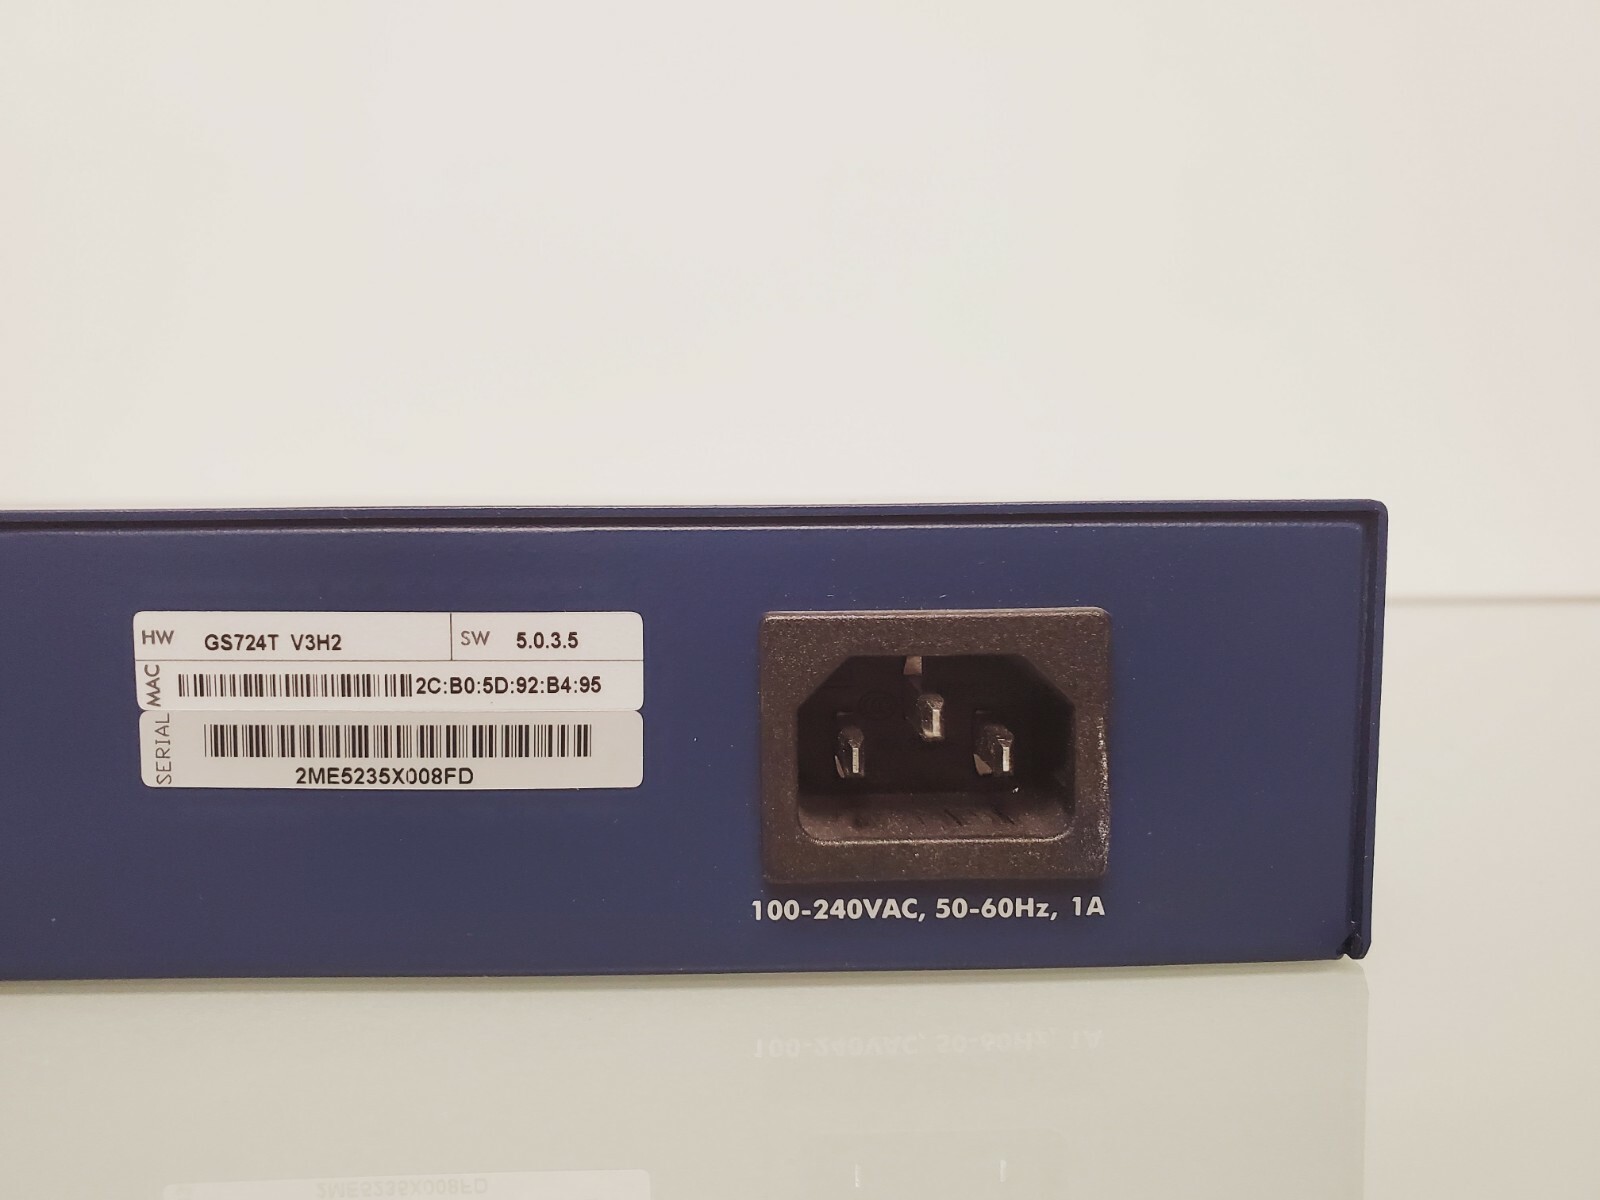 HW GS724T V3H2 SW 5.0.3.5
MAC 2C:B0:5D:92:B4:95
SERIAL
2ME5235X008FD
100-240VAC, 50-60Hz, 1A